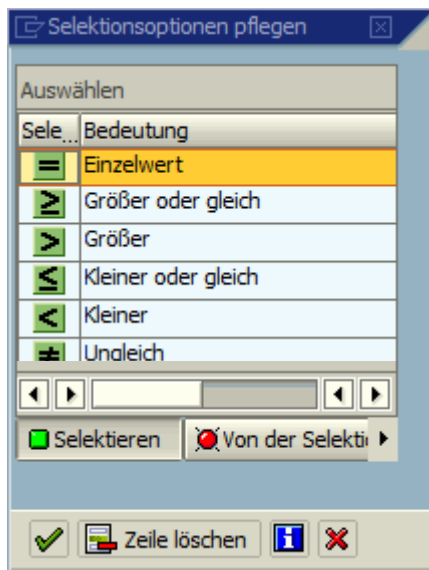 Selektionsoptionen pflegen
Auswählen
Sele... Bedeutung
= Einzelwert
≥ Größer oder gleich
> Größer
≤ Kleiner oder gleich
< Kleiner
≠ Ungleich
Selektieren Von der Selekti
Zeile löschen